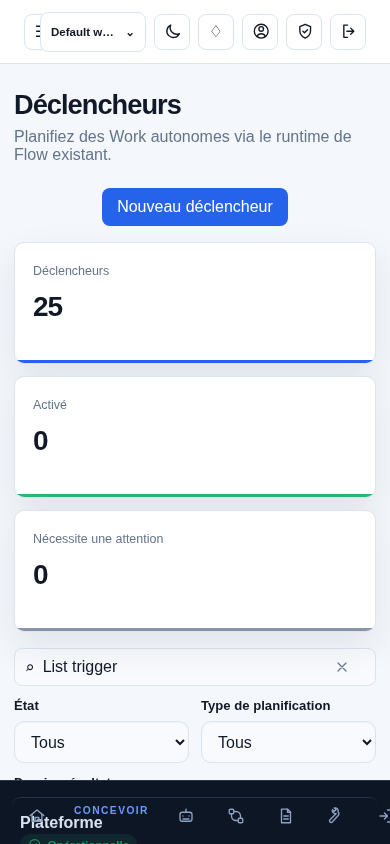 Default w...
Déclencheurs
Planifiez des Work autonomes via le runtime de
Flow existant.
Nouveau déclencheur
Déclencheurs
25
Activé
0
Nécessite une attention
0
List trigger
État
Type de planification
Tous
Tous
CONCEVOIR
Plateforme
Opérationnelle